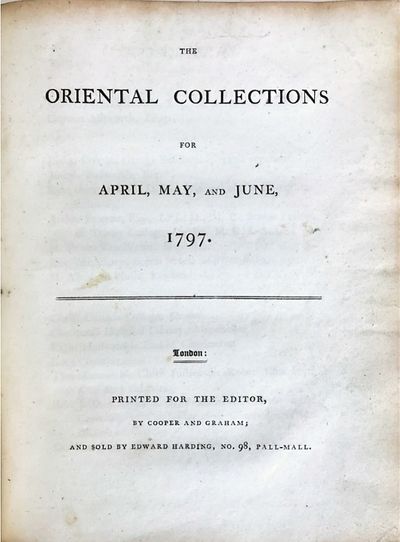 THE
ORIENTAL COLLECTIONS
FOR
APRIL, MAY, AND JUNE,
1797.
London:
PRINTED FOR THE EDITOR,
BY COOPER AND GRAHAM;
AND SOLD BY EDWARD HARDING, NO. 98, PALL-MALL.